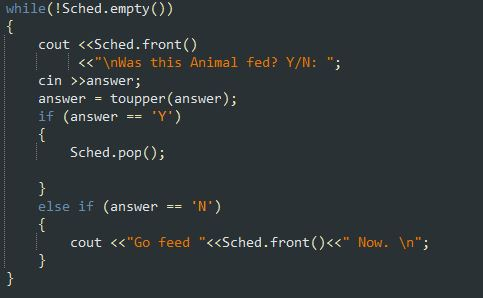 while(!Sched.empty())
{
    cout <<Sched.front()
         <<"\nWas this Animal fed? Y/N: ";
    cin >>answer;
    answer = toupper(answer);
    if (answer == 'Y')
    {
        Sched.pop();

    }
    else if (answer == 'N')
    {
        cout <<"Go feed "<<Sched.front()<<" Now. \n";
    }
}